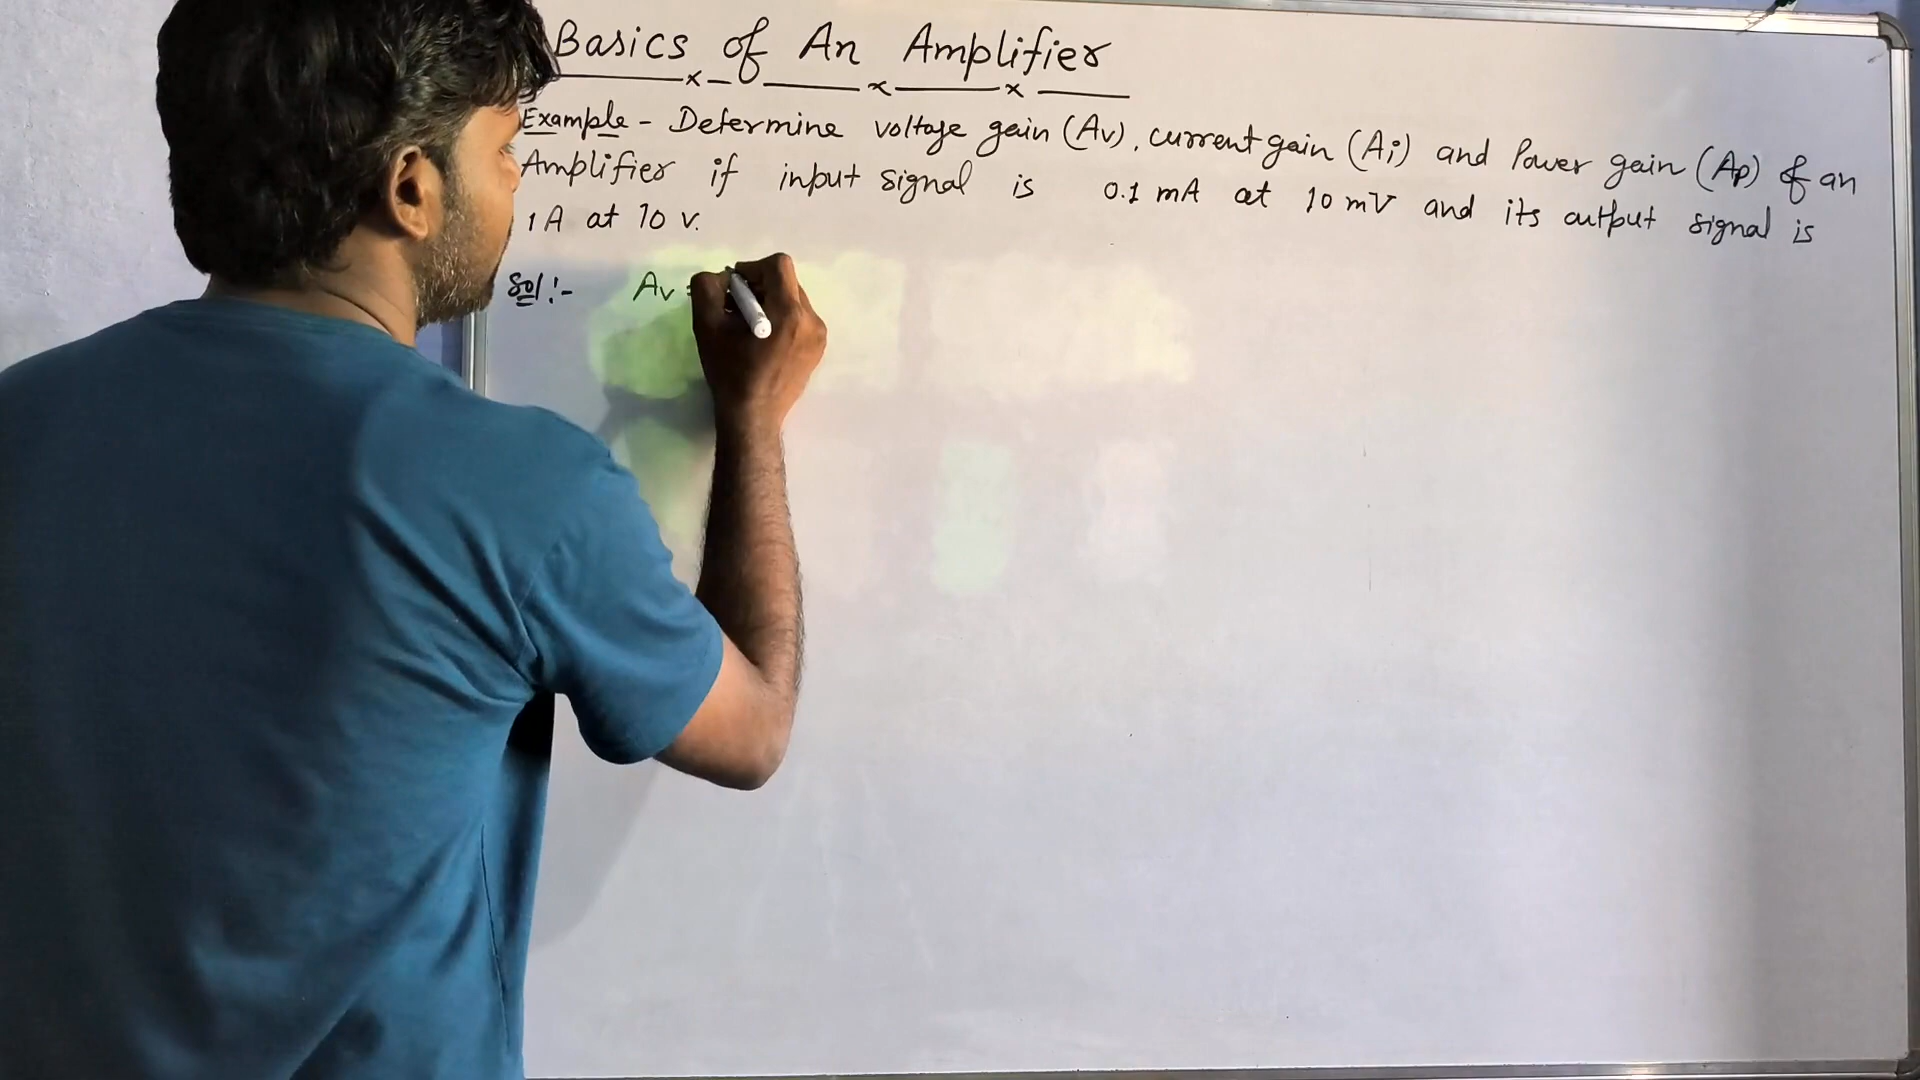 Basics of An Amplifier
Example - Determine voltage gain (Av), current gain (Ai) and Power gain (Ap) of an
Amplifier if input signal is 0.1 mA at 10 mV and its output signal is
1 A at 10 v.
Sol :- Av =